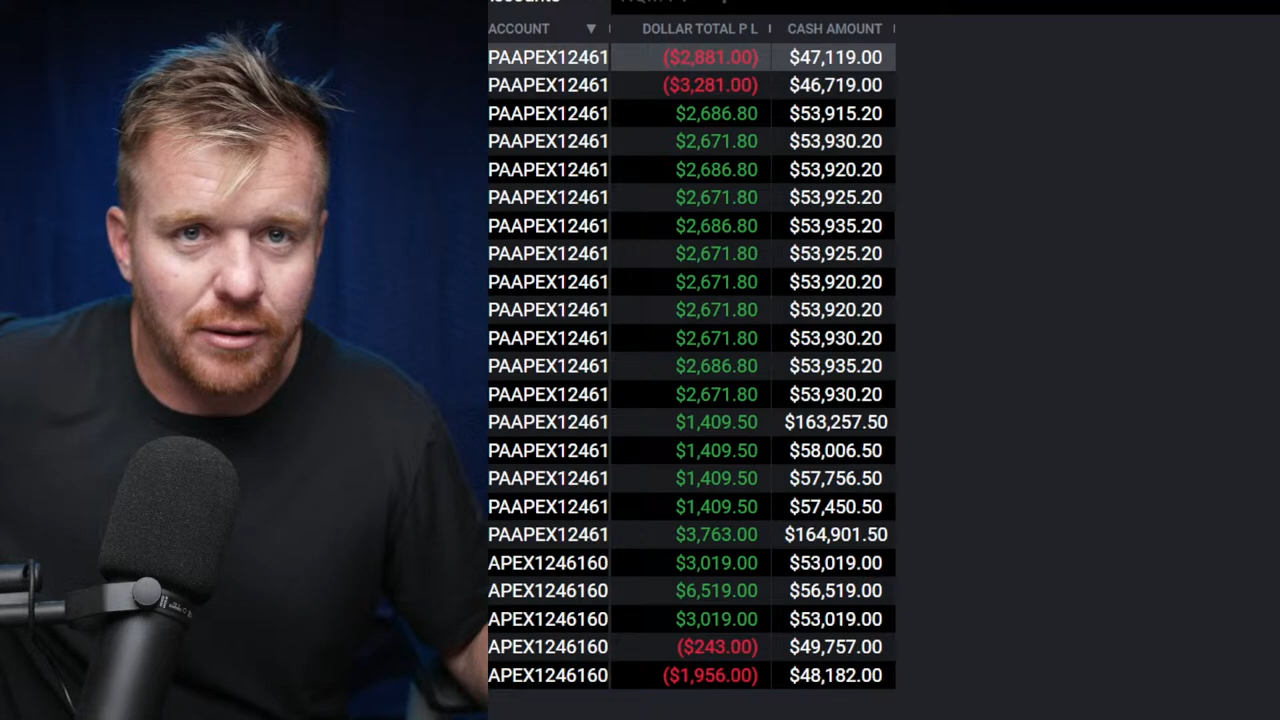 ACCOUNT ▼ DOLLAR TOTAL P L CASH AMOUNT
PAAPEX12461 ($2,881.00) $47,119.00
PAAPEX12461 ($3,281.00) $46,719.00
PAAPEX12461 $2,686.80 $53,915.20
PAAPEX12461 $2,671.80 $53,930.20
PAAPEX12461 $2,686.80 $53,920.20
PAAPEX12461 $2,671.80 $53,925.20
PAAPEX12461 $2,686.80 $53,935.20
PAAPEX12461 $2,671.80 $53,925.20
PAAPEX12461 $2,671.80 $53,920.20
PAAPEX12461 $2,671.80 $53,920.20
PAAPEX12461 $2,671.80 $53,930.20
PAAPEX12461 $2,686.80 $53,935.20
PAAPEX12461 $2,671.80 $53,930.20
PAAPEX12461 $1,409.50 $163,257.50
PAAPEX12461 $1,409.50 $58,006.50
PAAPEX12461 $1,409.50 $57,756.50
PAAPEX12461 $1,409.50 $57,450.50
PAAPEX12461 $3,763.00 $164,901.50
APEX1246160 $3,019.00 $53,019.00
APEX1246160 $6,519.00 $56,519.00
APEX1246160 $3,019.00 $53,019.00
APEX1246160 ($243.00) $49,757.00
APEX1246160 ($1,956.00) $48,182.00